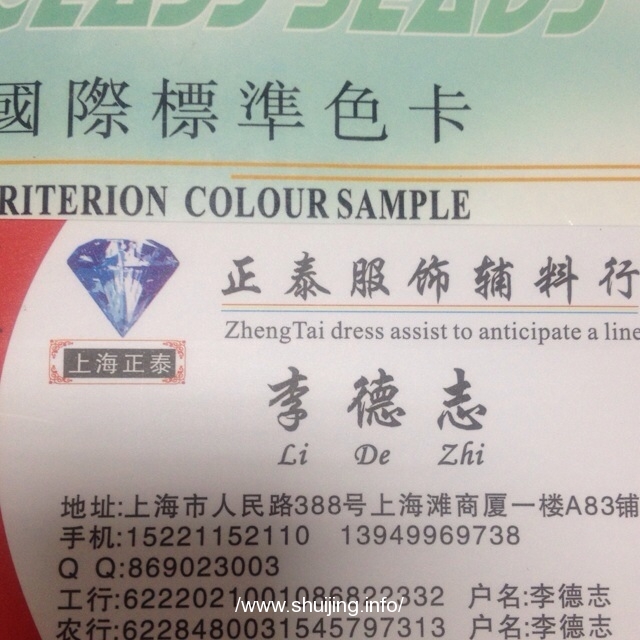 GLASS BEADS
國際標準色卡
RITERION COLOUR SAMPLE
正泰服饰辅料行
ZhengTai dress assist to anticipate a line
上海正泰
李德志
Li De Zhi
地址:上海市人民路388号上海滩商厦一楼A83铺
手机:15221152110 13949969738
Q Q:869023003
工行: 户名:李德志
/www.shuijing.info/
农行:6228480031545797313 户名:李德志